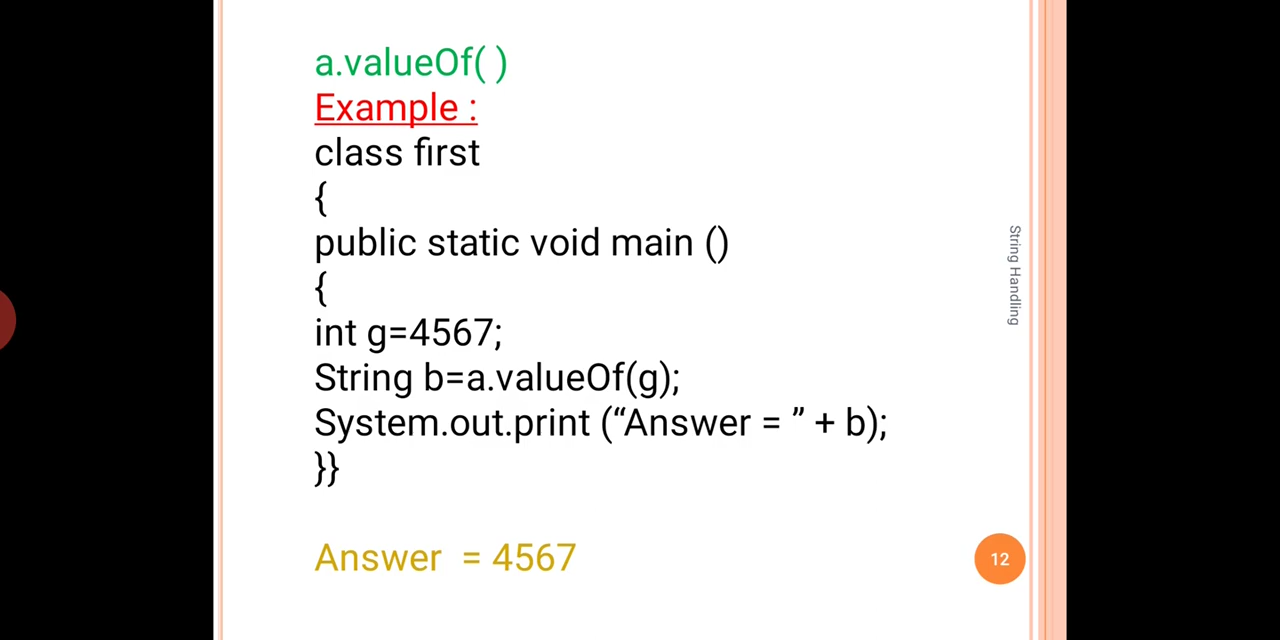 a.valueOf( )
Example :
class first
{
public static void main ()
{
int g=4567;
String b=a.valueOf(g);
System.out.print (“Answer = ” + b);
}}
Answer  = 4567
String Handling
12